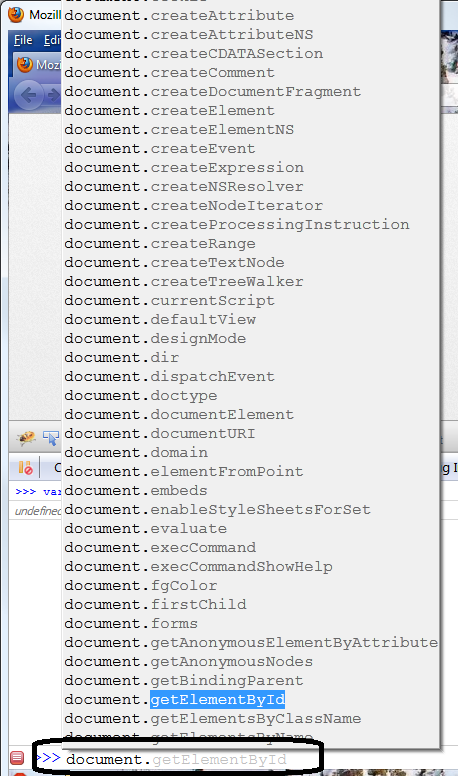 Mozill
File Edi
Mozi
document.createAttribute
document.createAttributeNS
document.createCDATASection
document.createComment
document.createDocumentFragment
document.createElement
document.createElementNS
document.createEvent
document.createExpression
document.createNSResolver
document.createNodeIterator
document.createProcessingInstruction
document.createRange
document.createTextNode
document.createTreeWalker
document.currentScript
document.defaultView
document.designMode
document.dir
document.dispatchEvent
document.doctype
document.documentElement
document.documentURI
document.domain
document.elementFromPoint
document.embeds
document.enableStyleSheetsForSet
document.evaluate
document.execCommand
document.execCommandShowHelp
document.fgColor
document.firstChild
document.forms
document.getAnonymousElementByAttribute
document.getAnonymousNodes
document.getBindingParent
document.getElementById
document.getElementsByClassName
document.getElementsByName
C
g I
>>> var
undefined
>>> document.getElementById